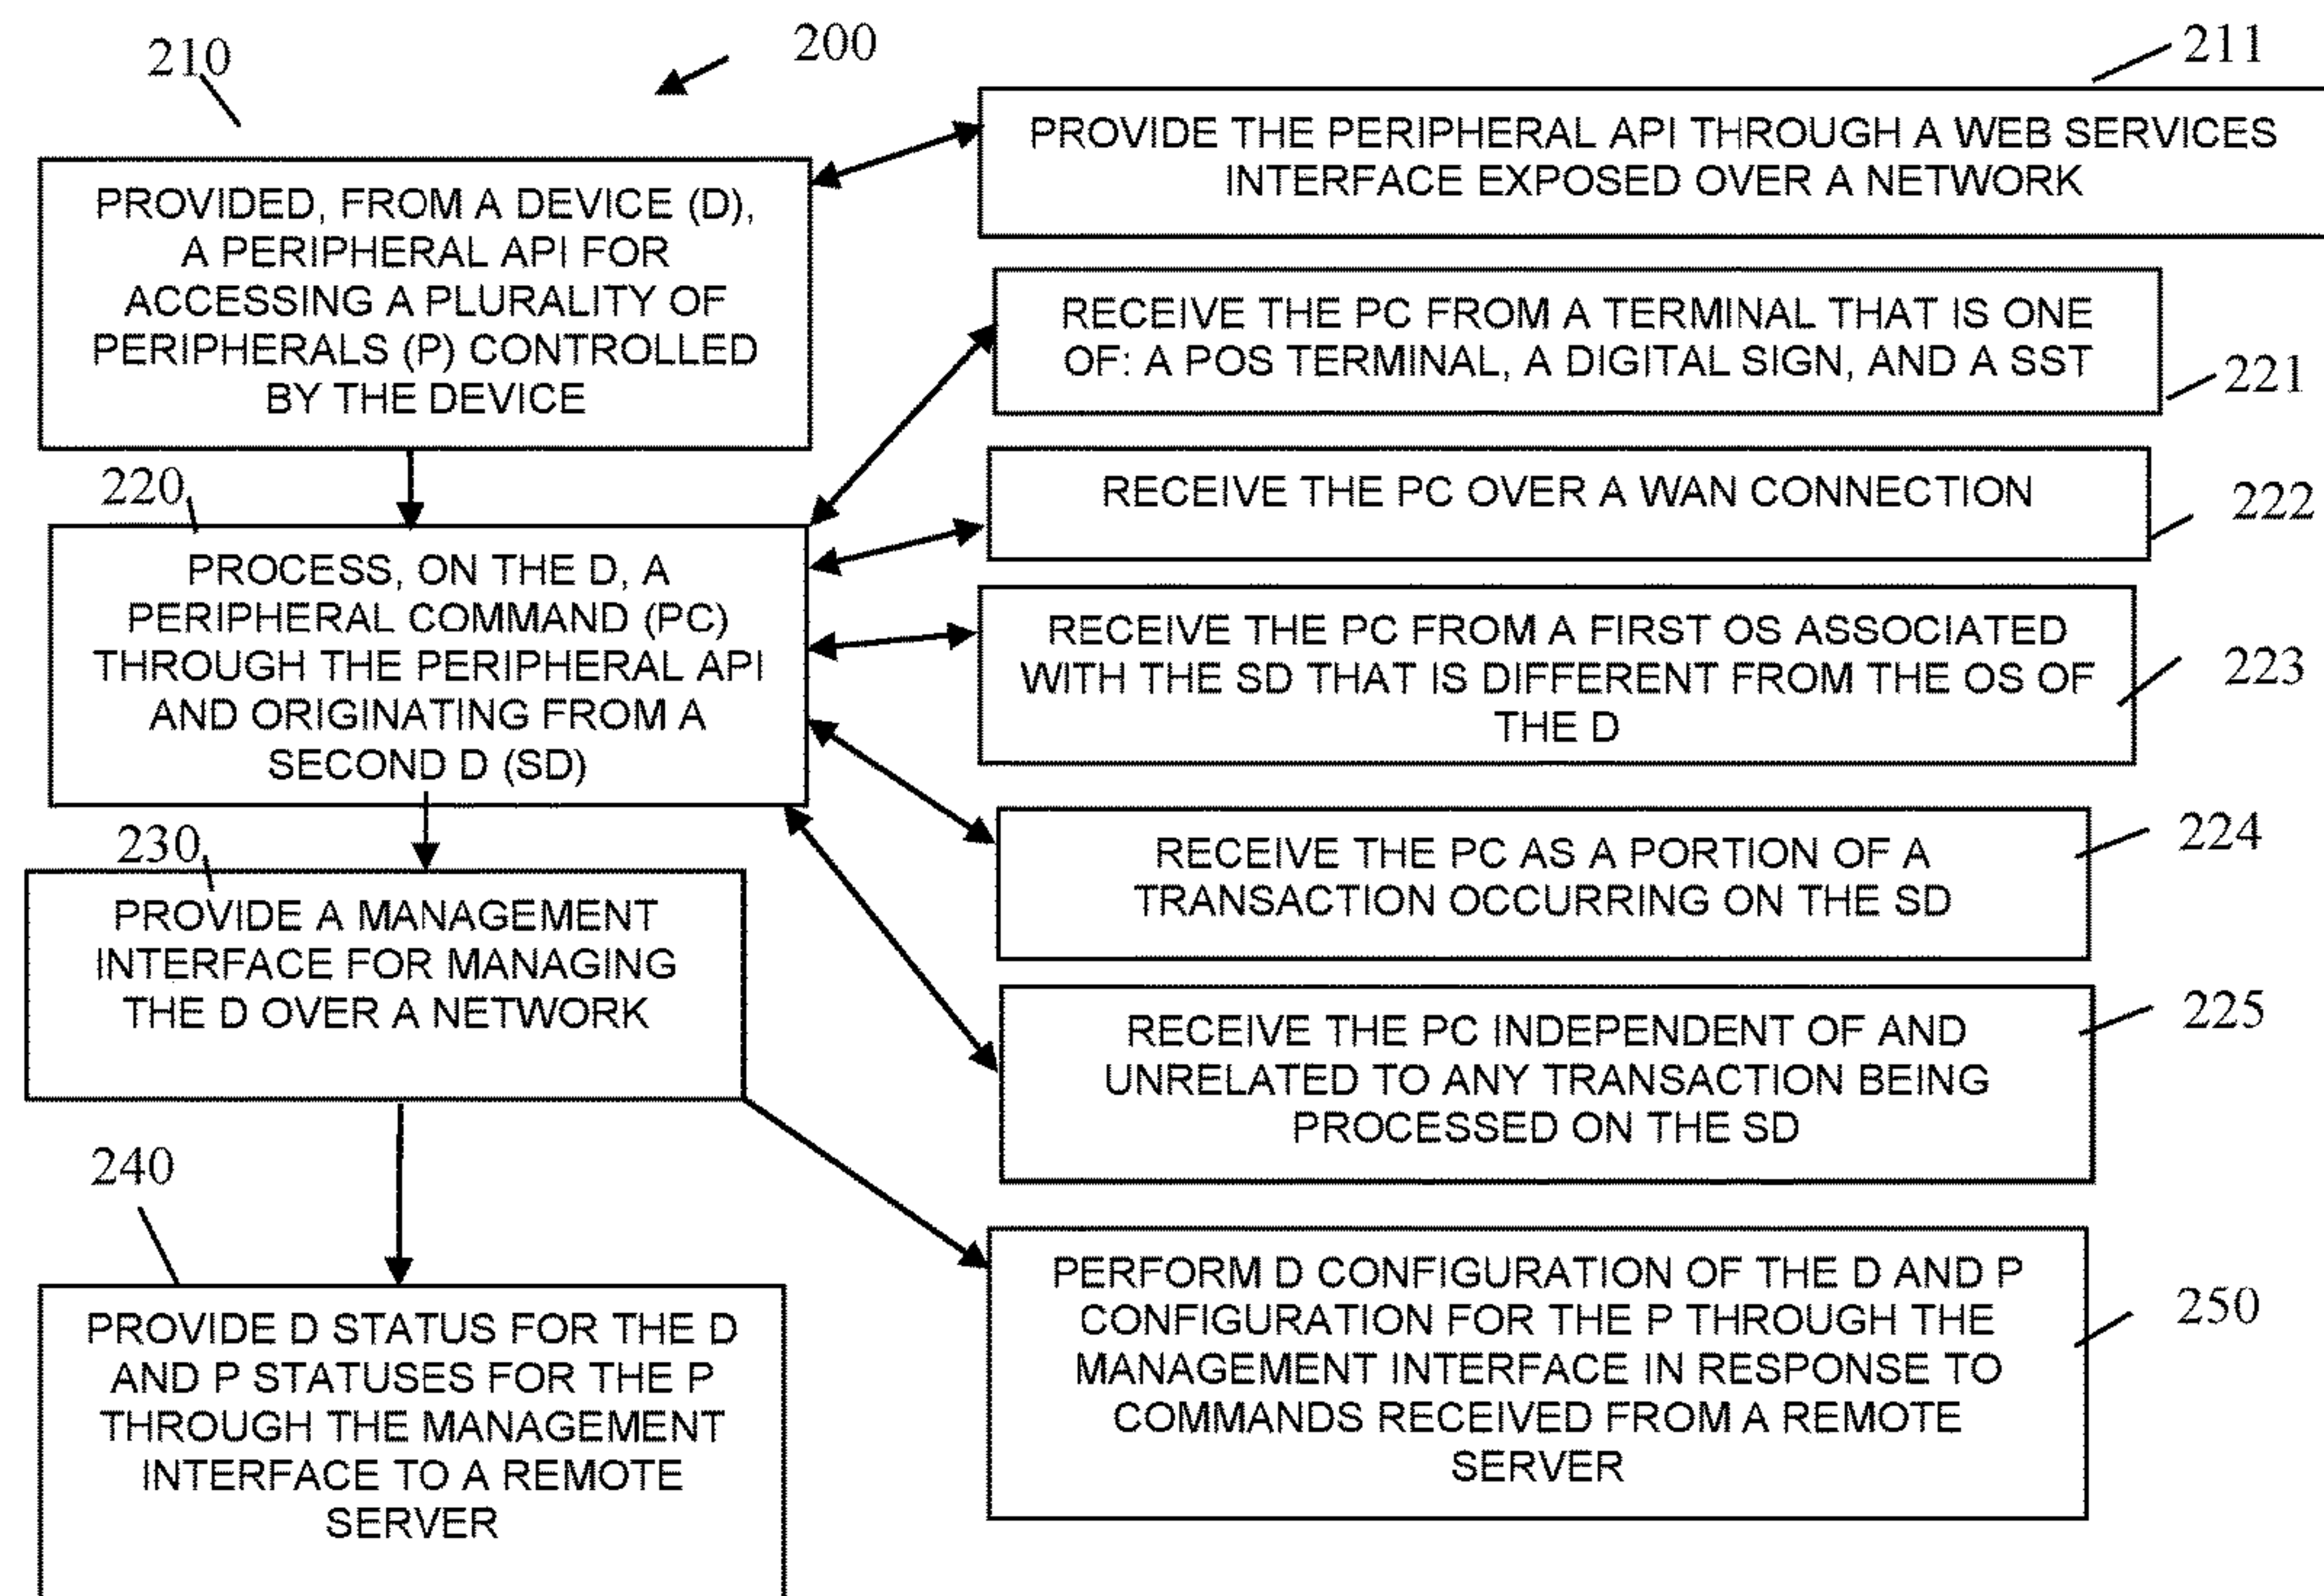 200
210
PROVIDED, FROM A DEVICE (D),
A PERIPHERAL API FOR
ACCESSING A PLURALITY OF
PERIPHERALS (P) CONTROLLED
BY THE DEVICE
211
PROVIDE THE PERIPHERAL API THROUGH A WEB SERVICES
INTERFACE EXPOSED OVER A NETWORK
220
PROCESS, ON THE D, A
PERIPHERAL COMMAND (PC)
THROUGH THE PERIPHERAL API
AND ORIGINATING FROM A
SECOND D (SD)
RECEIVE THE PC FROM A TERMINAL THAT IS ONE
OF: A POS TERMINAL, A DIGITAL SIGN, AND A SST
221
RECEIVE THE PC OVER A WAN CONNECTION
222
RECEIVE THE PC FROM A FIRST OS ASSOCIATED
WITH THE SD THAT IS DIFFERENT FROM THE OS OF
THE D
223
RECEIVE THE PC AS A PORTION OF A
TRANSACTION OCCURRING ON THE SD
224
RECEIVE THE PC INDEPENDENT OF AND
UNRELATED TO ANY TRANSACTION BEING
PROCESSED ON THE SD
225
230
PROVIDE A MANAGEMENT
INTERFACE FOR MANAGING
THE D OVER A NETWORK
240
PROVIDE D STATUS FOR THE D
AND P STATUSES FOR THE P
THROUGH THE MANAGEMENT
INTERFACE TO A REMOTE
SERVER
PERFORM D CONFIGURATION OF THE D AND P
CONFIGURATION FOR THE P THROUGH THE
MANAGEMENT INTERFACE IN RESPONSE TO
COMMANDS RECEIVED FROM A REMOTE
SERVER
250